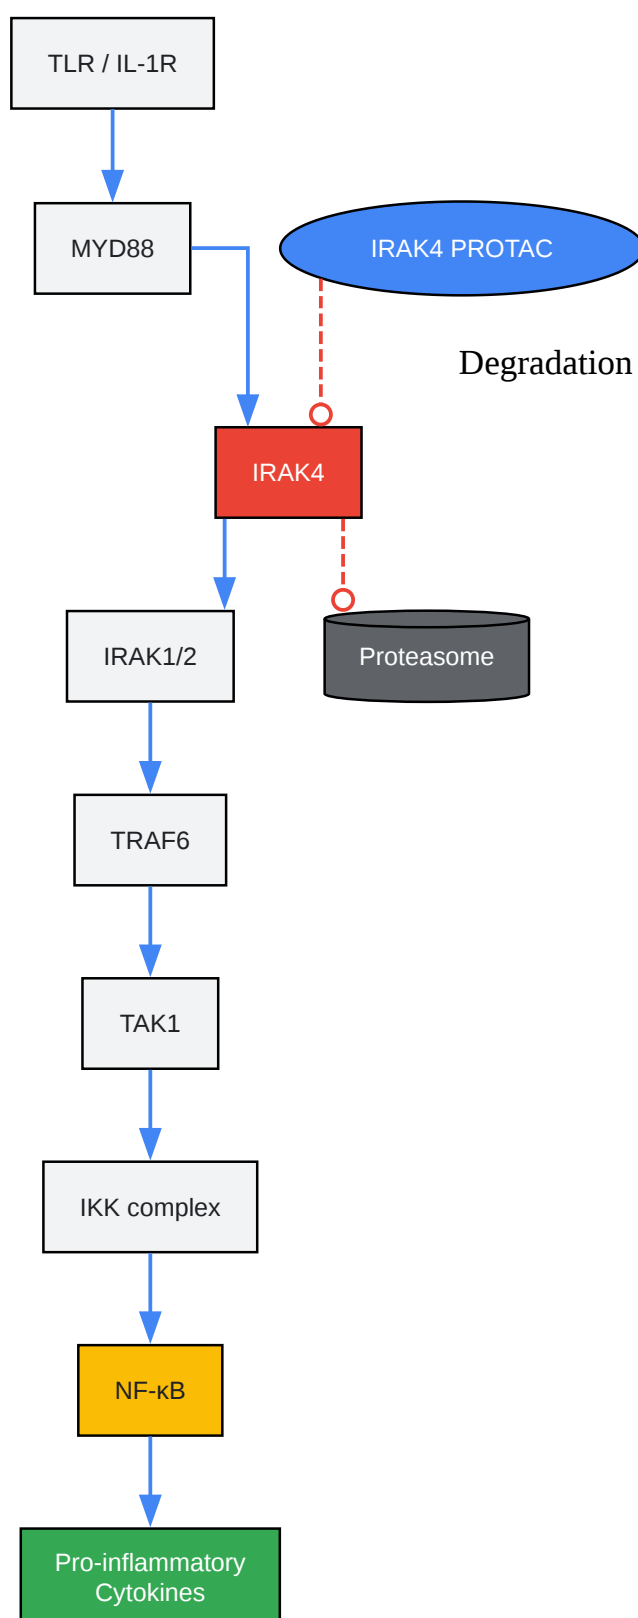 TLR / IL-1R
MYD88
IRAK4 PROTAC
Degradation
IRAK4
IRAK1/2
Proteasome
TRAF6
TAK1
IKK complex
NF-κB
Pro-inflammatory
Cytokines